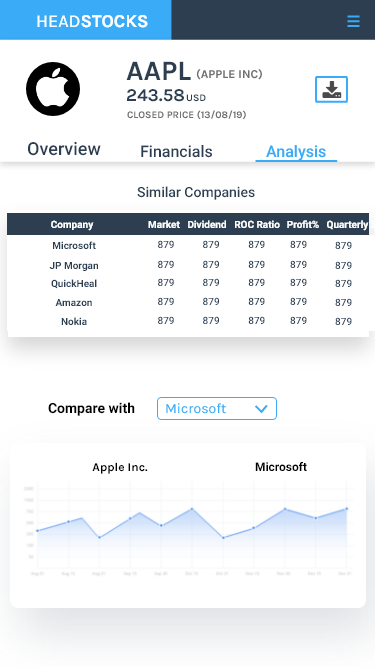 HEADSTOCKS
AAPL (APPLE INC)
243.58 USD
CLOSED PRICE (13/08/19)
Overview Financials Analysis
Similar Companies
Company Market Dividend ROC Ratio Profit% Quarterly
Microsoft 879 879 879 879 879
JP Morgan 879 879 879 879 879
QuickHeal 879 879 879 879 879
Amazon 879 879 879 879 879
Nokia 879 879 879 879 879
Compare with Microsoft
Apple Inc. Microsoft